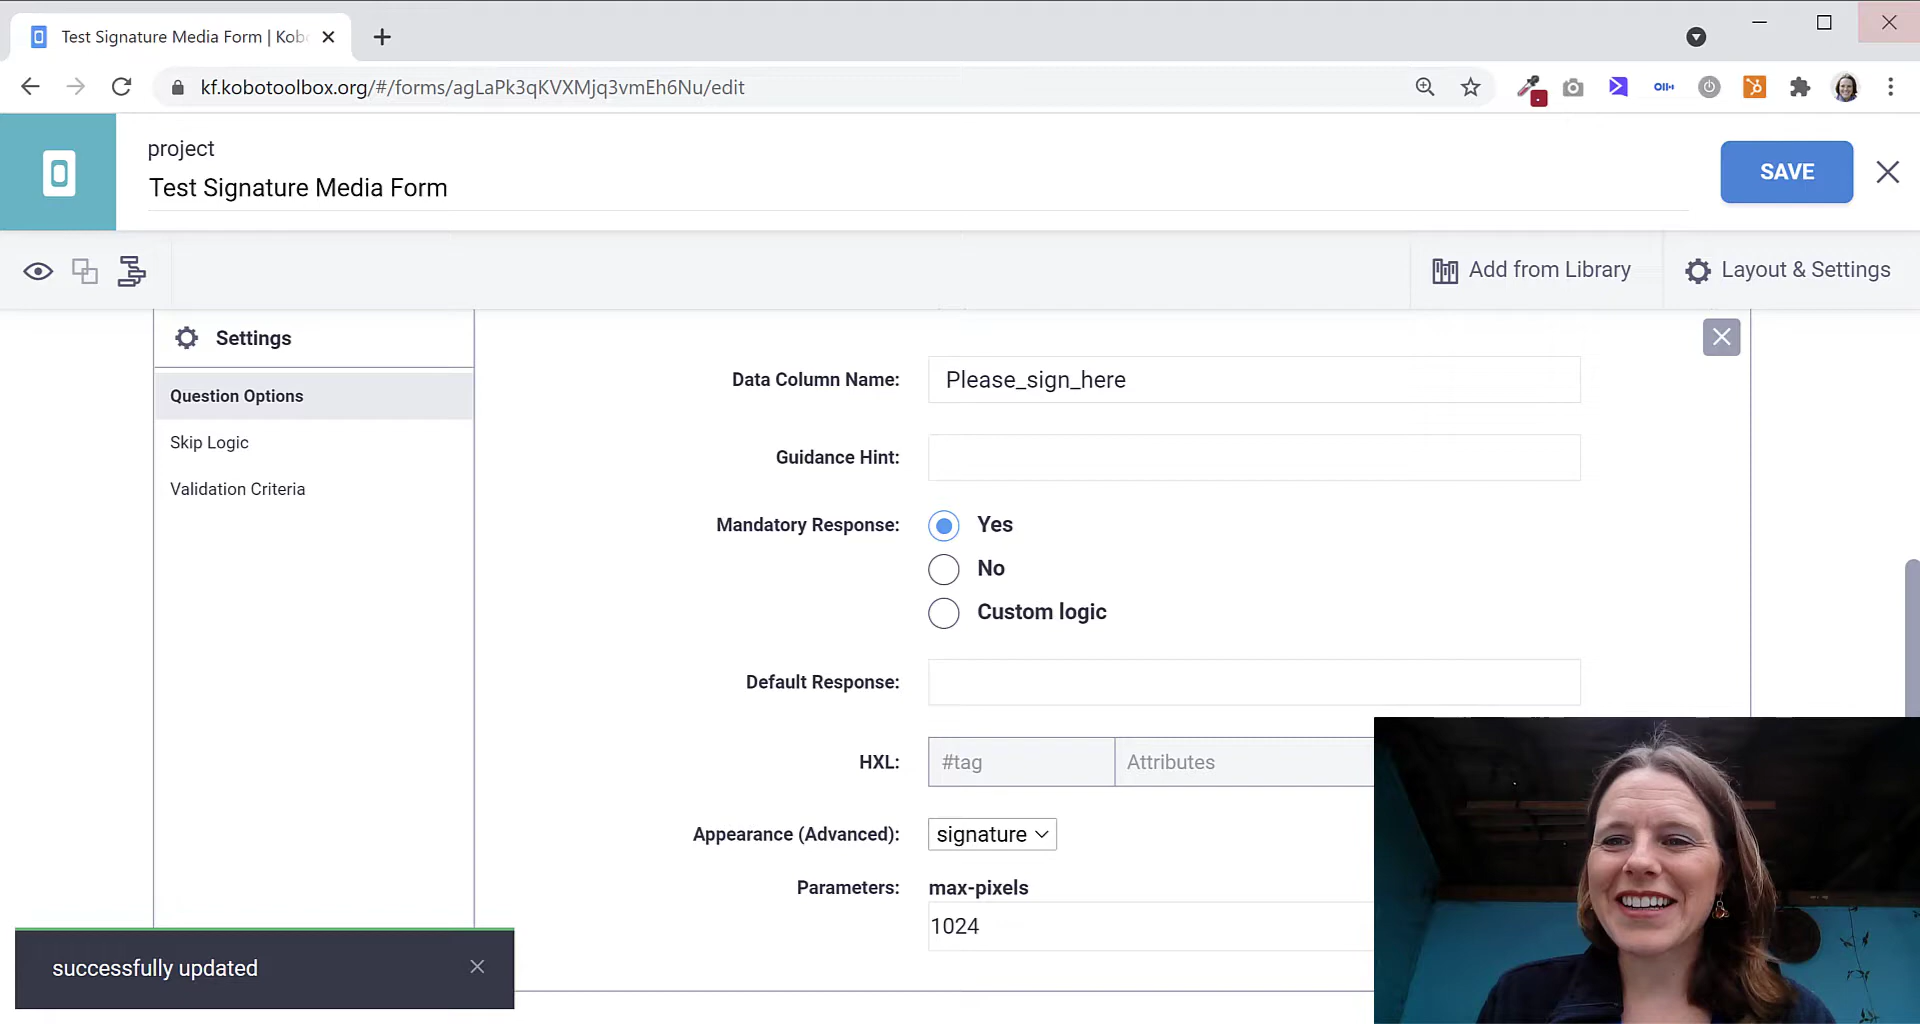 Test Signature Media Form | Kob
kf.kobotoolbox.org/#/forms/agLaPk3qKVXMjq3vmEh6Nu/edit
project
Test Signature Media Form
SAVE
Add from Library
Layout & Settings
Settings
Question Options
Skip Logic
Validation Criteria
Data Column Name:
Please_sign_here
Guidance Hint:
Mandatory Response:
Yes
No
Custom logic
Default Response:
HXL:
#tag
Attributes
Appearance (Advanced):
signature
Parameters:
max-pixels
1024
successfully updated